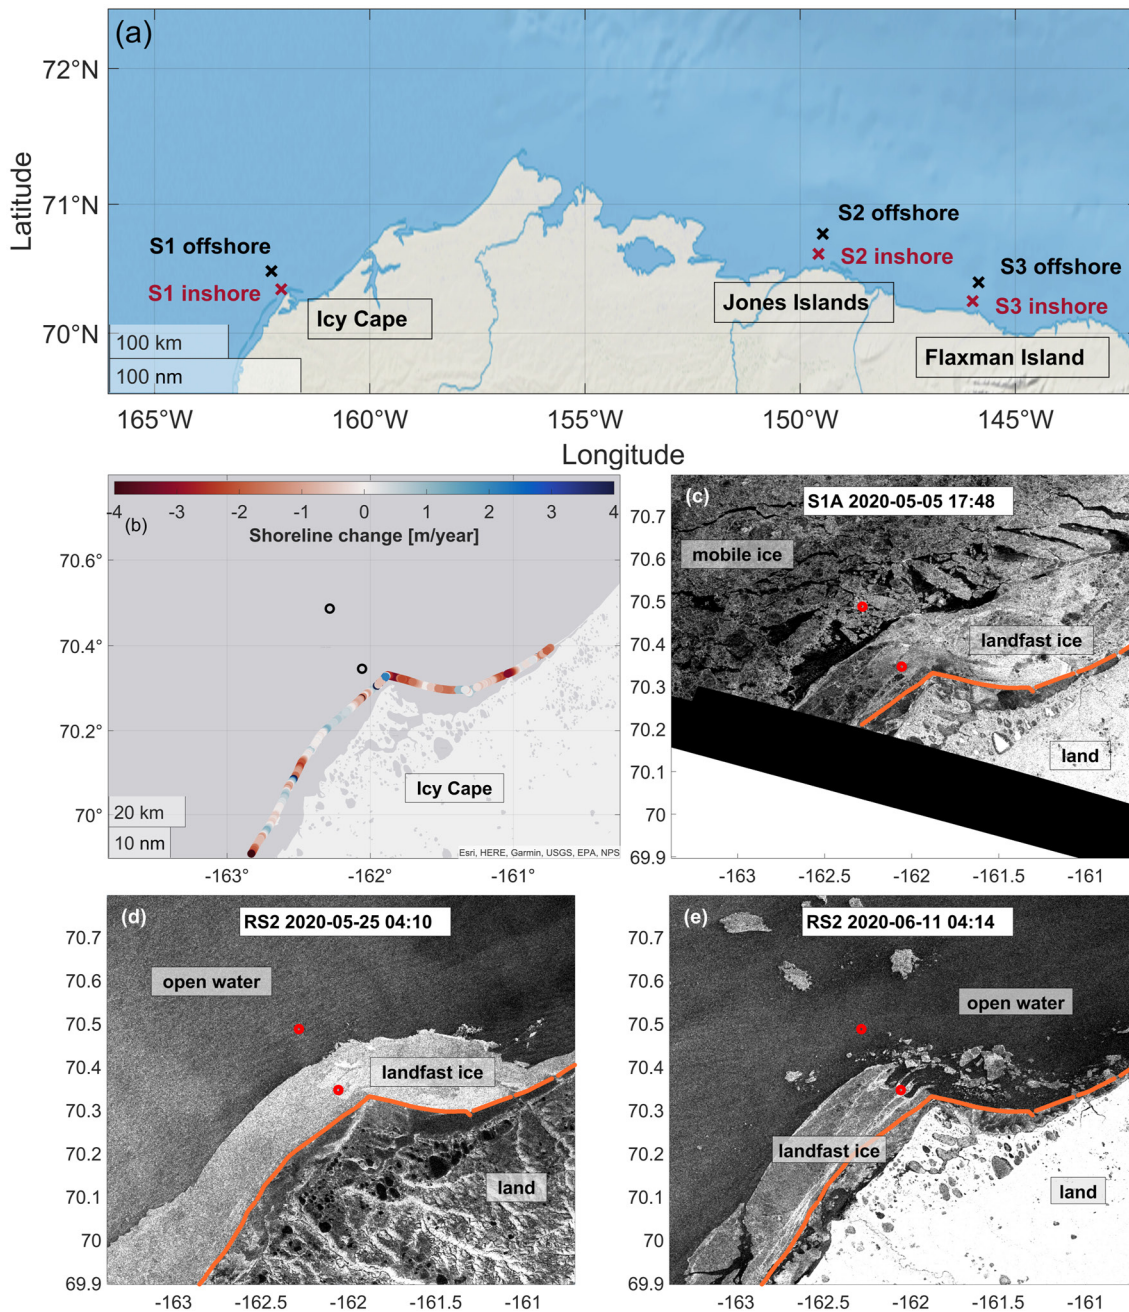 (a)
72°N
71°N
70°N
Latitude
S1 offshore
S1 inshore
Icy Cape
S2 offshore
S2 inshore
Jones Islands
S3 offshore
S3 inshore
Flaxman Island
100 km
100 nm
165°W 160°W 155°W 150°W 145°W
Longitude
-4 -3 -2 -1 0 1 2 3 4
(b) Shoreline change [m/year]
70.6°
70.4°
70.2°
70°
Icy Cape
20 km
10 nm
Esri, HERE, Garmin, USGS, EPA, NPS
-163° -162° -161°
(c)
S1A 2020-05-05 17:48
70.7
70.6
70.5
70.4
70.3
70.2
70.1
70
69.9
mobile ice
landfast ice
land
-163 -162.5 -162 -161.5 -161
(d)
RS2 2020-05-25 04:10
70.7
70.6
70.5
70.4
70.3
70.2
70.1
70
69.9
open water
landfast ice
land
-163 -162.5 -162 -161.5 -161
(e)
RS2 2020-06-11 04:14
70.7
70.6
70.5
70.4
70.3
70.2
70.1
70
69.9
open water
landfast ice
land
-163 -162.5 -162 -161.5 -161